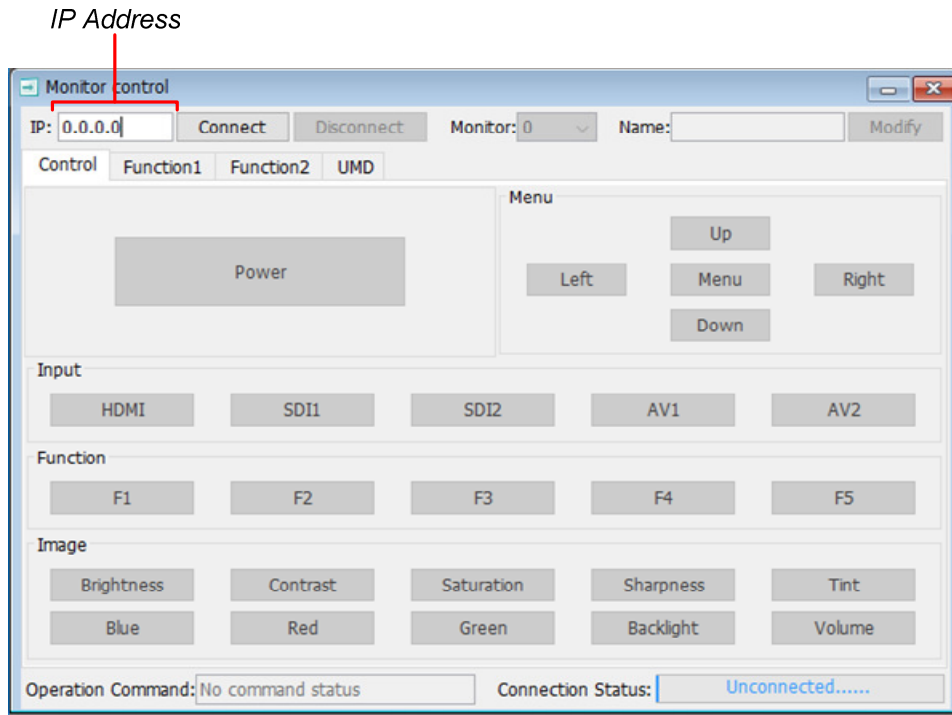 IP Address
Monitor control
IP: 0.0.0.0 Connect Disconnect Monitor: 0 Name: Modify
Control Function1 Function2 UMD
Menu
Power
Up
Left Menu Right
Down
Input
HDMI SDI1 SDI2 AV1 AV2
Function
F1 F2 F3 F4 F5
Image
Brightness Contrast Saturation Sharpness Tint
Blue Red Green Backlight Volume
Operation Command: No command status Connection Status: Unconnected......